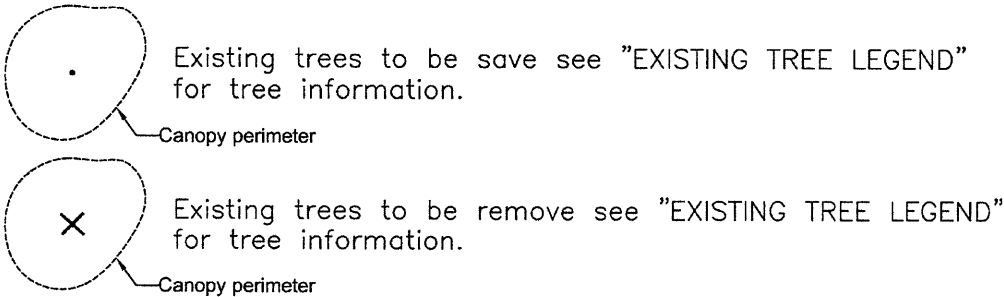 Existing trees to be save see "EXISTING TREE LEGEND"
for tree information.
Canopy perimeter
Existing trees to be remove see "EXISTING TREE LEGEND"
for tree information.
Canopy perimeter